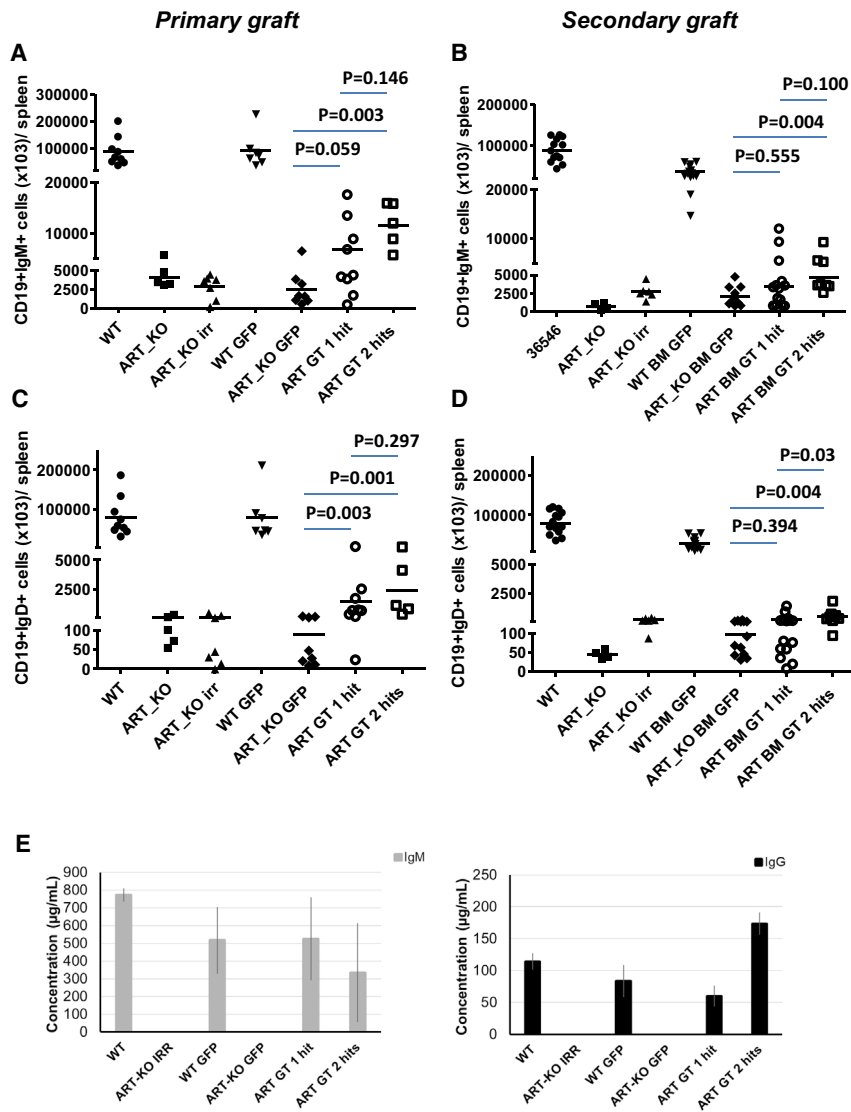 Primary graft
Secondary graft
A
CD19+IgM+ cells (x103)/ spleen
300000
200000
100000
20000
10000
5000
2500
0
P=0.146
P=0.003
P=0.059
WT
ART_KO
ART_KO irr
WT GFP
ART_KO GFP
ART GT 1 hit
ART GT 2 hits
B
CD19+IgM+ cells (x103)/ spleen
200000
100000
20000
10000
5000
2500
0
P=0.100
P=0.004
P=0.555
36546
ART_KO
ART_KO irr
WT BM GFP
ART_KO BM GFP
ART BM GT 1 hit
ART BM GT 2 hits
C
CD19+IgD+ cells (x103)/ spleen
200000
100000
5000
2500
100
50
0
P=0.297
P=0.001
P=0.003
WT
ART_KO
ART_KO irr
WT GFP
ART_KO GFP
ART GT 1 hit
ART GT 2 hits
D
CD19+IgD+ cells (x103)/ spleen
200000
100000
5000
2500
100
50
0
P=0.03
P=0.004
P=0.394
WT
ART_KO
ART_KO irr
WT BM GFP
ART_KO BM GFP
ART BM GT 1 hit
ART BM GT 2 hits
E
IgM
Concentration (µg/mL)
900
800
700
600
500
400
300
200
100
0
WT
ART-KO IRR
WT GFP
ART-KO GFP
ART GT 1 hit
ART GT 2 hits
IgG
Concentration (µg/mL)
250
200
150
100
50
0
WT
ART-KO IRR
WT GFP
ART-KO GFP
ART GT 1 hit
ART GT 2 hits